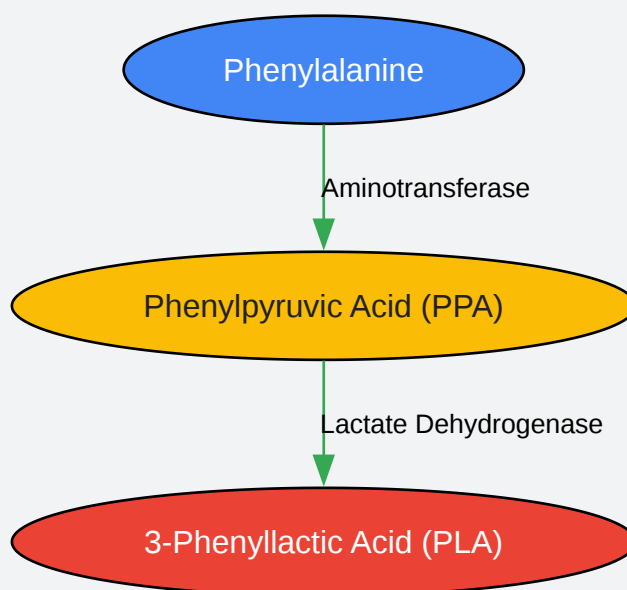 Phenylalanine
Aminotransferase
Phenylpyruvic Acid (PPA)
Lactate Dehydrogenase
3-Phenyllactic Acid (PLA)